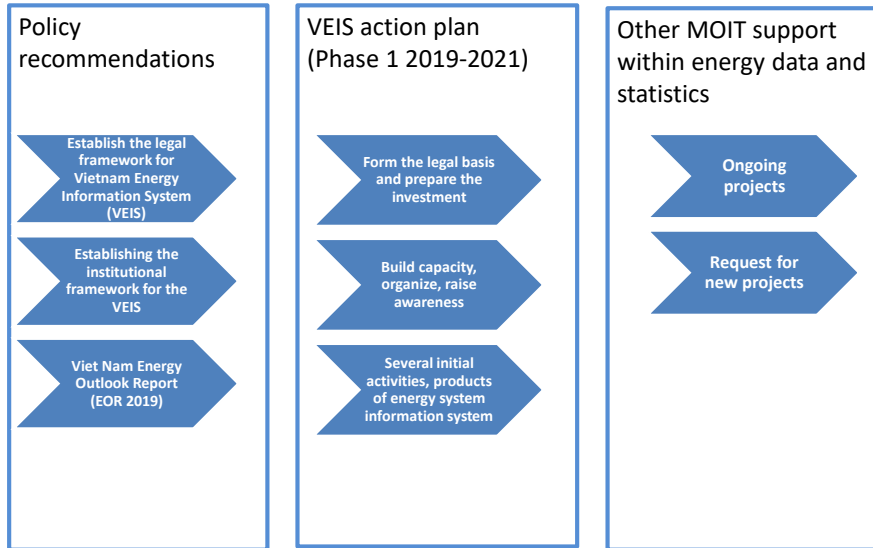 Policy
recommendations
Establish the legal
framework for
Vietnam Energy
Information System
(VEIS)
Establishing the
institutional
framework for the
VEIS
Viet Nam Energy
Outlook Report
(EOR 2019)
VEIS action plan
(Phase 1 2019-2021)
Form the legal basis
and prepare the
investment
Build capacity,
organize, raise
awareness
Several initial
activities, products
of energy system
information system
Other MOIT support
within energy data and
statistics
Ongoing
projects
Request for
new projects